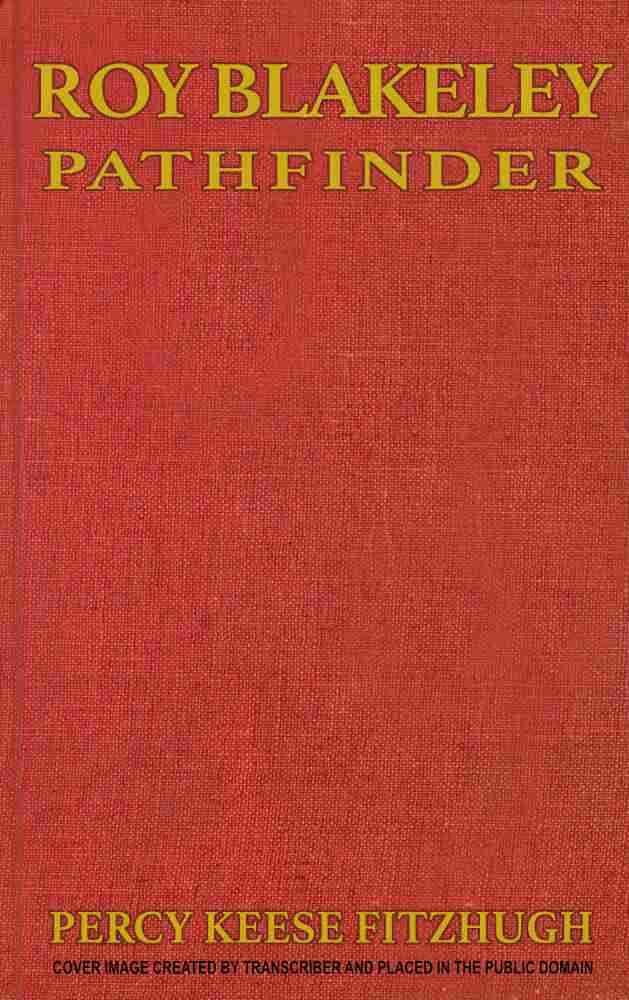 ROY BLAKELEY
PATHFINDER
PERCY KEESE FITZHUGH
COVER IMAGE CREATED BY TRANSCRIBER AND PLACED IN THE PUBLIC DOMAIN